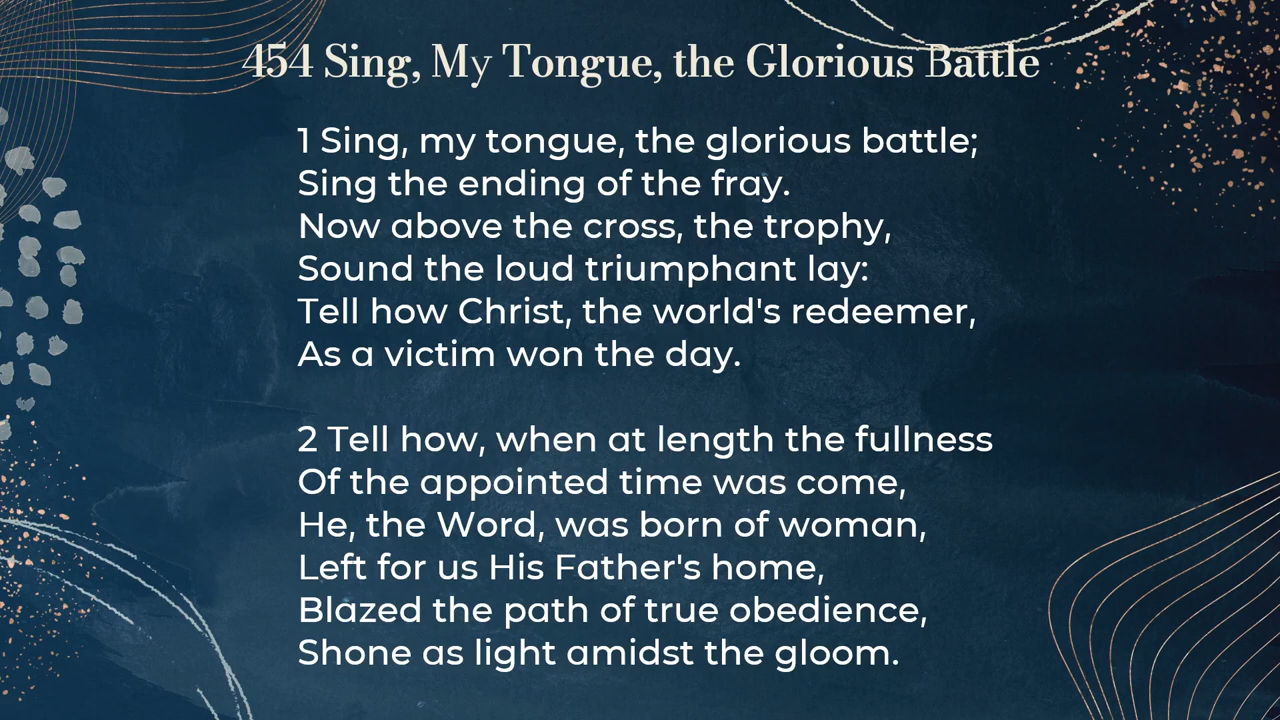 454 Sing, My Tongue, the Glorious Battle
1 Sing, my tongue, the glorious battle;
Sing the ending of the fray.
Now above the cross, the trophy,
Sound the loud triumphant lay:
Tell how Christ, the world's redeemer,
As a victim won the day.
2 Tell how, when at length the fullness
Of the appointed time was come,
He, the Word, was born of woman,
Left for us His Father's home,
Blazed the path of true obedience,
Shone as light amidst the gloom.